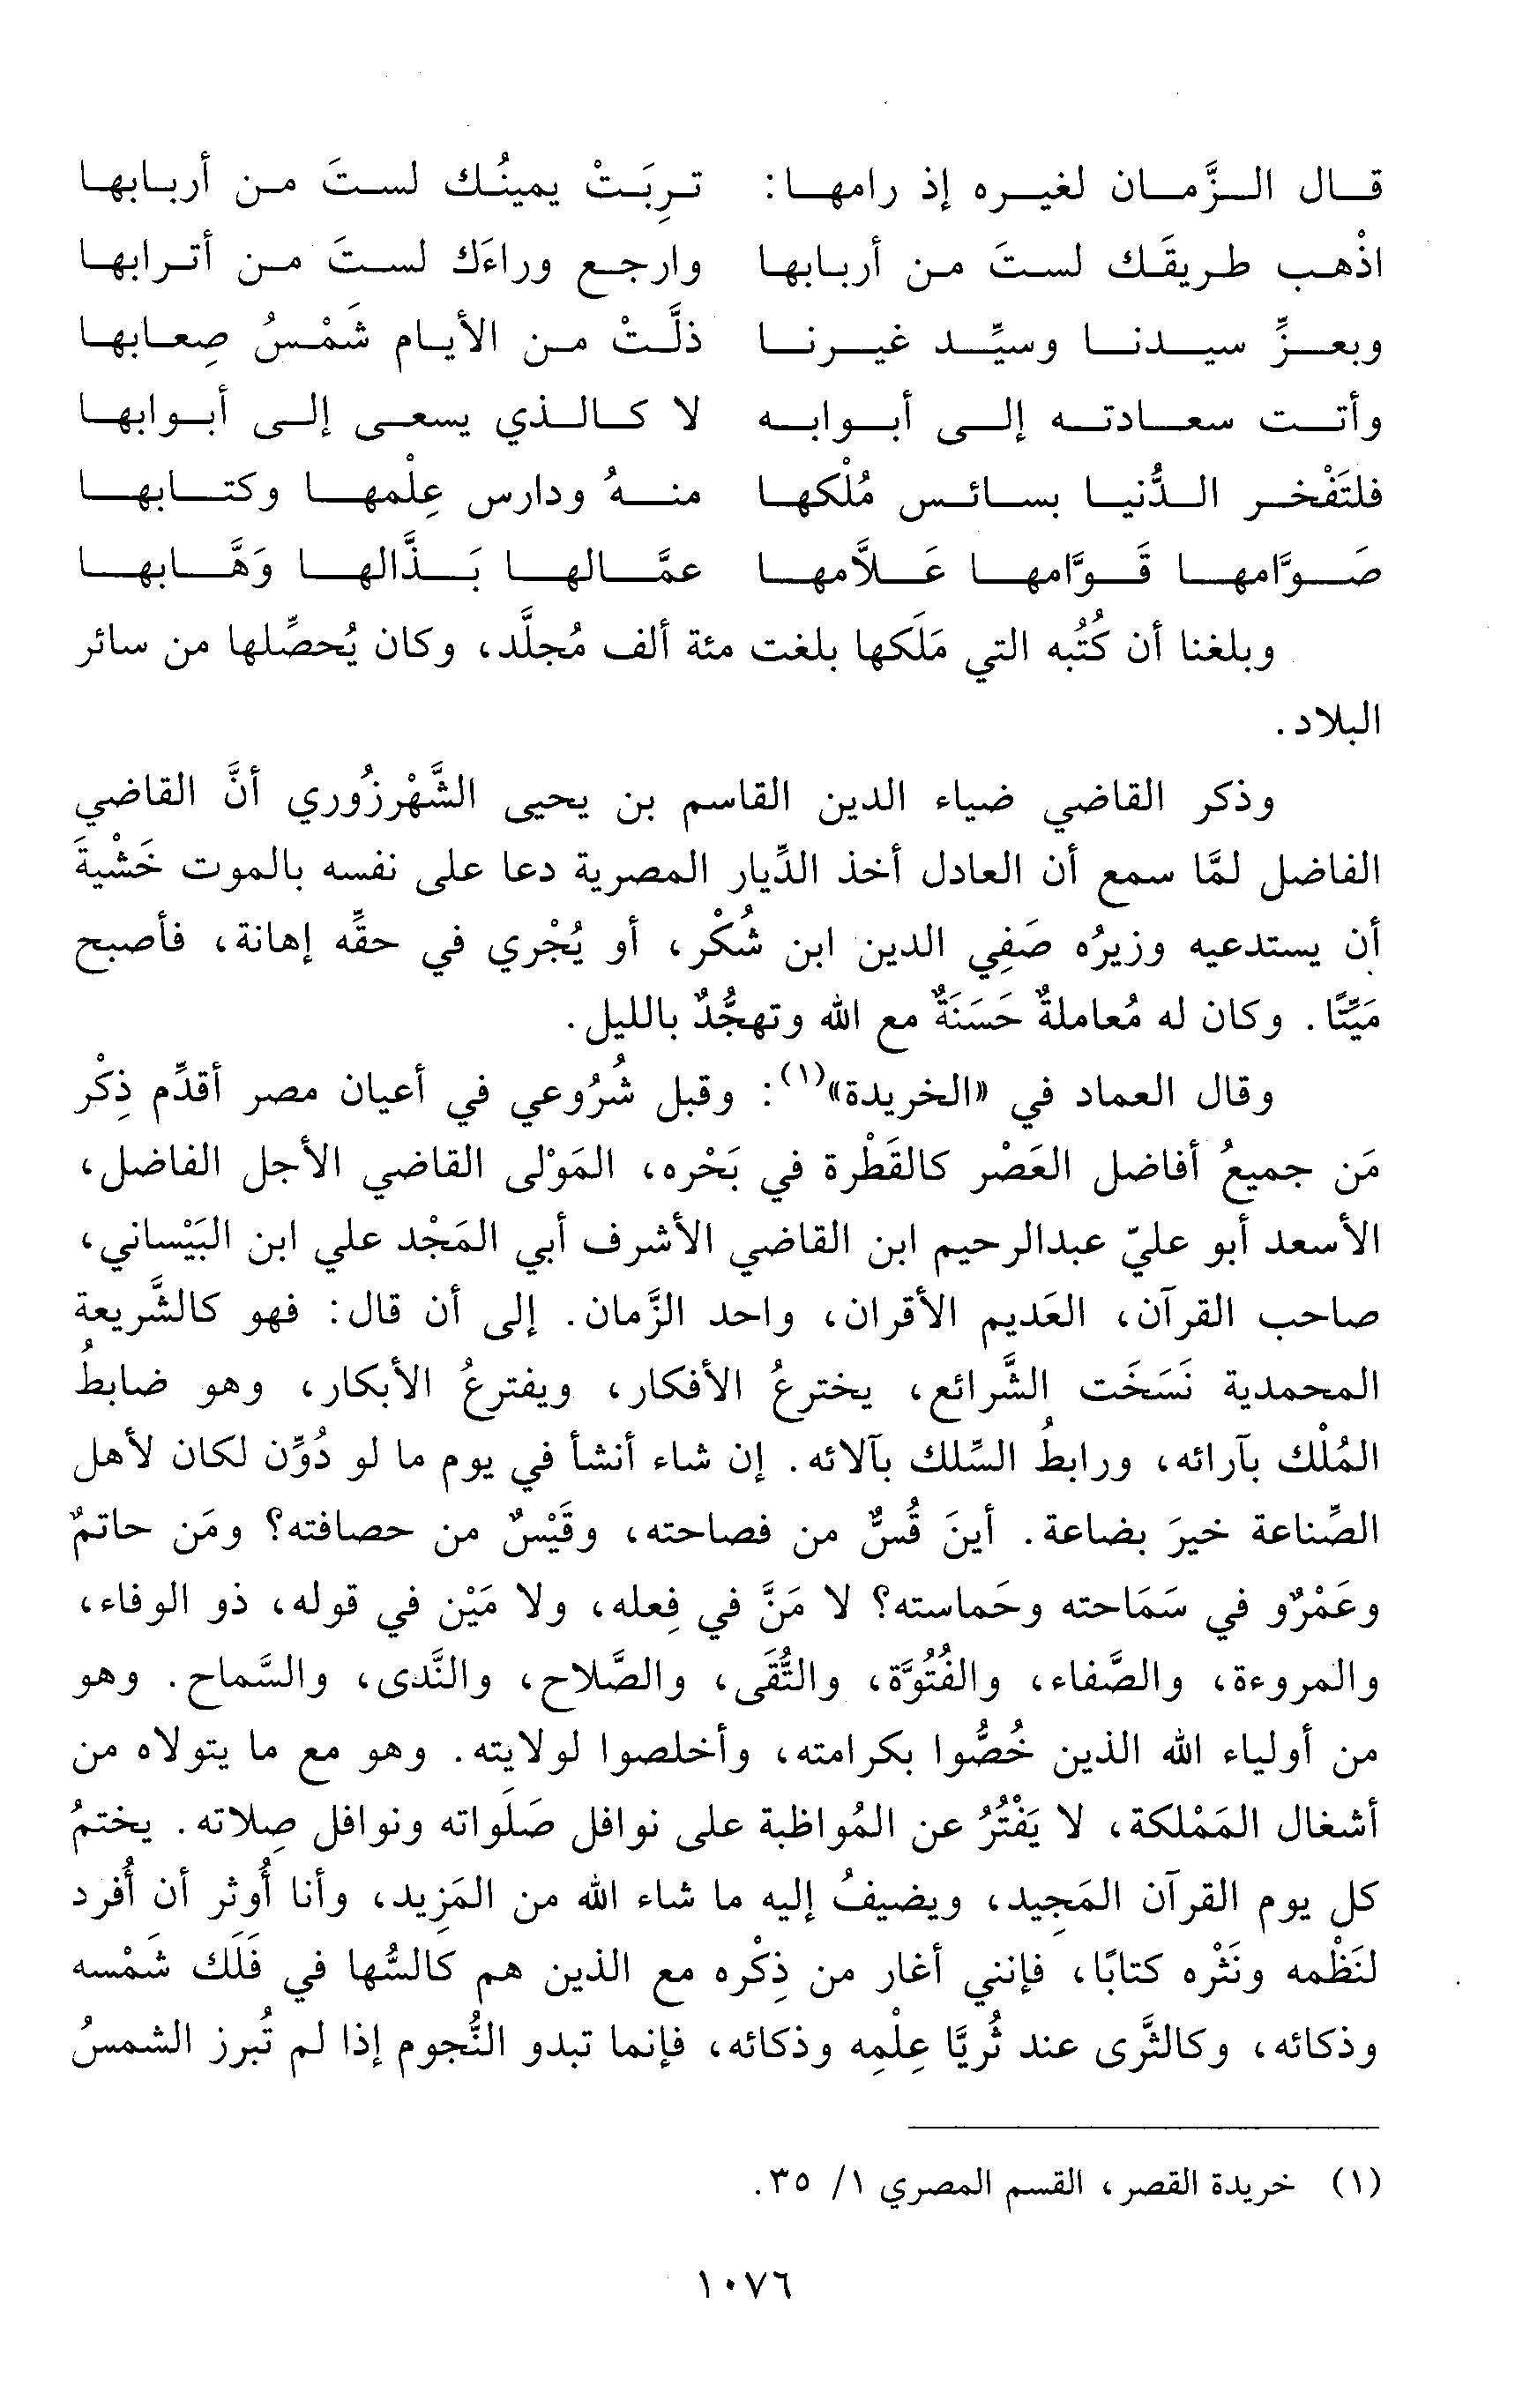 قال الزَّمان لغيره إذ رامها: تربَتْ يمينُك لستَ من أربابها
اذْهب طريقَك لستَ من أربابها وارجع وراءَك لستَ من أترابها
وبعزِّ سيدنا وسيِّد غيرنا ذلَّتْ من الأيام شَمْسُ صِعابها
وأتت سعادته إلى أبوابه لا كالذي يسعى إلى أبوابها
فلتَفْخر الدُّنيا بسائس مُلْكها منهُ ودارس عِلْمها وكتابها
صَوَّامها قَوَّامها عَلاَّمها عمَّالها بَذَّالها وَهَّابها
وبلغنا أن كُتُبه التي مَلَكها بلغت مئة ألف مُجلَّد، وكان يُحصِّلها من سائر
البلاد.
وذكر القاضي ضياء الدين القاسم بن يحيى الشَّهْرزُوري أنَّ القاضي
الفاضل لمَّا سمع أن العادل أخذ الدِّيار المصرية دعا على نفسه بالموت خَشْيةَ
أن يستدعيه وزيرُه صَفِي الدين ابن شُكْر، أو يُجْري في حقِّه إهانة، فأصبح
مَيِّتًا. وكان له مُعاملةٌ حَسَنَةٌ مع الله وتهجُّدٌ بالليل.
وقال العماد في «الخريدة»(١): وقبل شُرُوعي في أعيان مصر أقدِّم ذِكْر
مَن جميعُ أفاضل العَصْر كالقَطْرة في بَحْره، المَوْلى القاضي الأجل الفاضل،
الأسعد أبو عليّ عبدالرحيم ابن القاضي الأشرف أبي المَجْد علي ابن البَيْساني،
صاحب القرآن، العَديم الأقران، واحد الزَّمان. إلى أن قال: فهو كالشَّريعة
المحمدية نَسَخَت الشَّرائع، يخترعُ الأفكار، ويفترعُ الأبكار، وهو ضابطُ
المُلْك بآرائه، ورابطُ السِّلك بآلائه. إن شاء أنشأ في يوم ما لو دُوِّن لكان لأهل
الصِّناعة خيرَ بضاعة. أينَ قُسٌّ من فصاحته، وقَيْسٌ من حصافته؟ ومَن حاتمٌ
وعَمْرٌو في سَمَاحته وحَماسته؟ لا مَنَّ في فِعله، ولا مَيْن في قوله، ذو الوفاء،
والمروءة، والصَّفاء، والفُتُوَّة، والتُّقَى، والصَّلاح، والنَّدى، والسَّماح. وهو
من أولياء الله الذين خُصُّوا بكرامته، وأخلصوا لولايته. وهو مع ما يتولاه من
أشغال المَمْلكة، لا يَفْتُرُ عن المُواظبة على نوافل صَلَواته ونوافل صِلاته. يختمُ
كل يوم القرآن المَجِيد، ويضيفُ إليه ما شاء الله من المَزِيد، وأنا أُوثر أن أُفرد
لنَظْمه ونَثْره كتابًا، فإنني أغار من ذِكْره مع الذين هم كالسُّها في فَلَك شَمْسه
وذكائه، وكالثَّرى عند ثُريَّا عِلْمِه وذكائه، فإنما تبدو النُّجوم إذا لم تُبرز الشمسُ
(١) خريدة القصر، القسم المصري ١/ ٣٥.
١٠٧٦